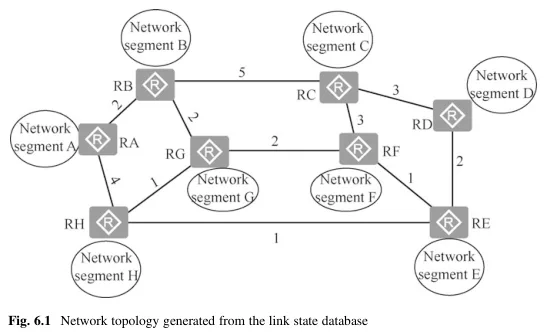 Network
segment B
Network
segment C
Network
segment D
RB
5
RC
3
RD
2
2
3
Network
segment A
RA
RG
2
RF
2
4
1
Network
segment G
Network
segment F
1
RH
RE
1
Network
segment H
Network
segment E
Fig. 6.1 Network topology generated from the link state database